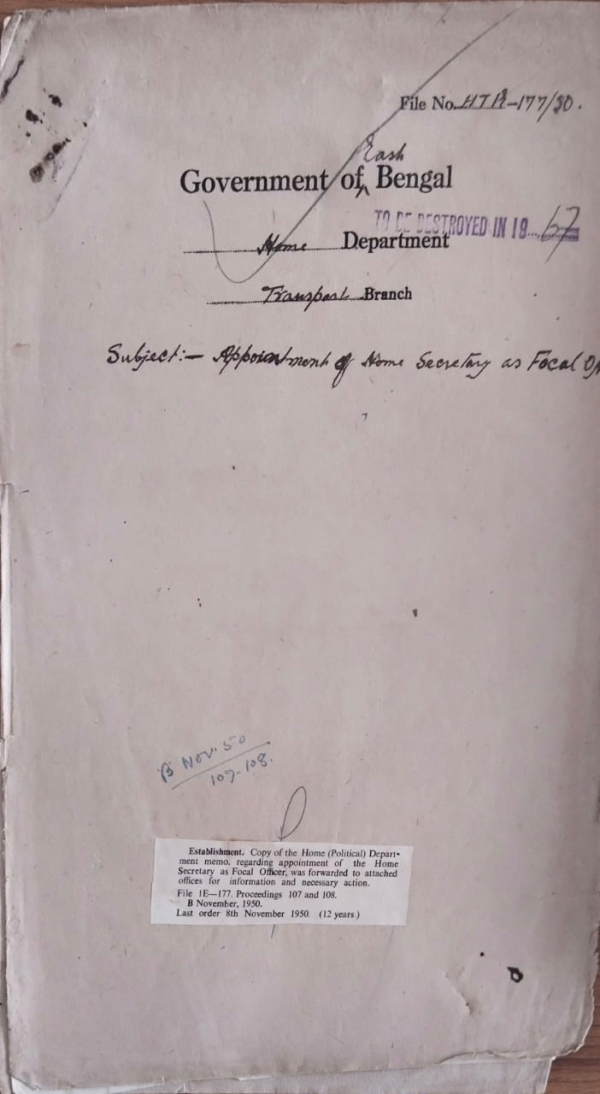 File No. HTR-177/50.
East
Government of ^ Bengal
TO BE DESTROYED IN 19...67
Home Department
Transport Branch
Subject:— Appointment of Home Secretary as Focal
B Nov. 50
107-108.
Establishment. Copy of the Home (Political) Depart-
ment memo. regarding appointment of the Home
Secretary as Focal Officer, was forwarded to attached
offices for information and necessary action.
File 1E—177. Proceedings 107 and 108.
B November, 1950.
Last order 8th November 1950. (12 years)